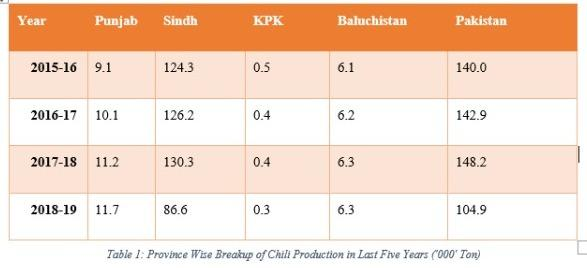 Year Punjab Sindh KPK Baluchistan Pakistan
2015-16 9.1 124.3 0.5 6.1 140.0
2016-17 10.1 126.2 0.4 6.2 142.9
2017-18 11.2 130.3 0.4 6.3 148.2
2018-19 11.7 86.6 0.3 6.3 104.9
Table 1: Province Wise Breakup of Chili Production in Last Five Years ('000' Ton)